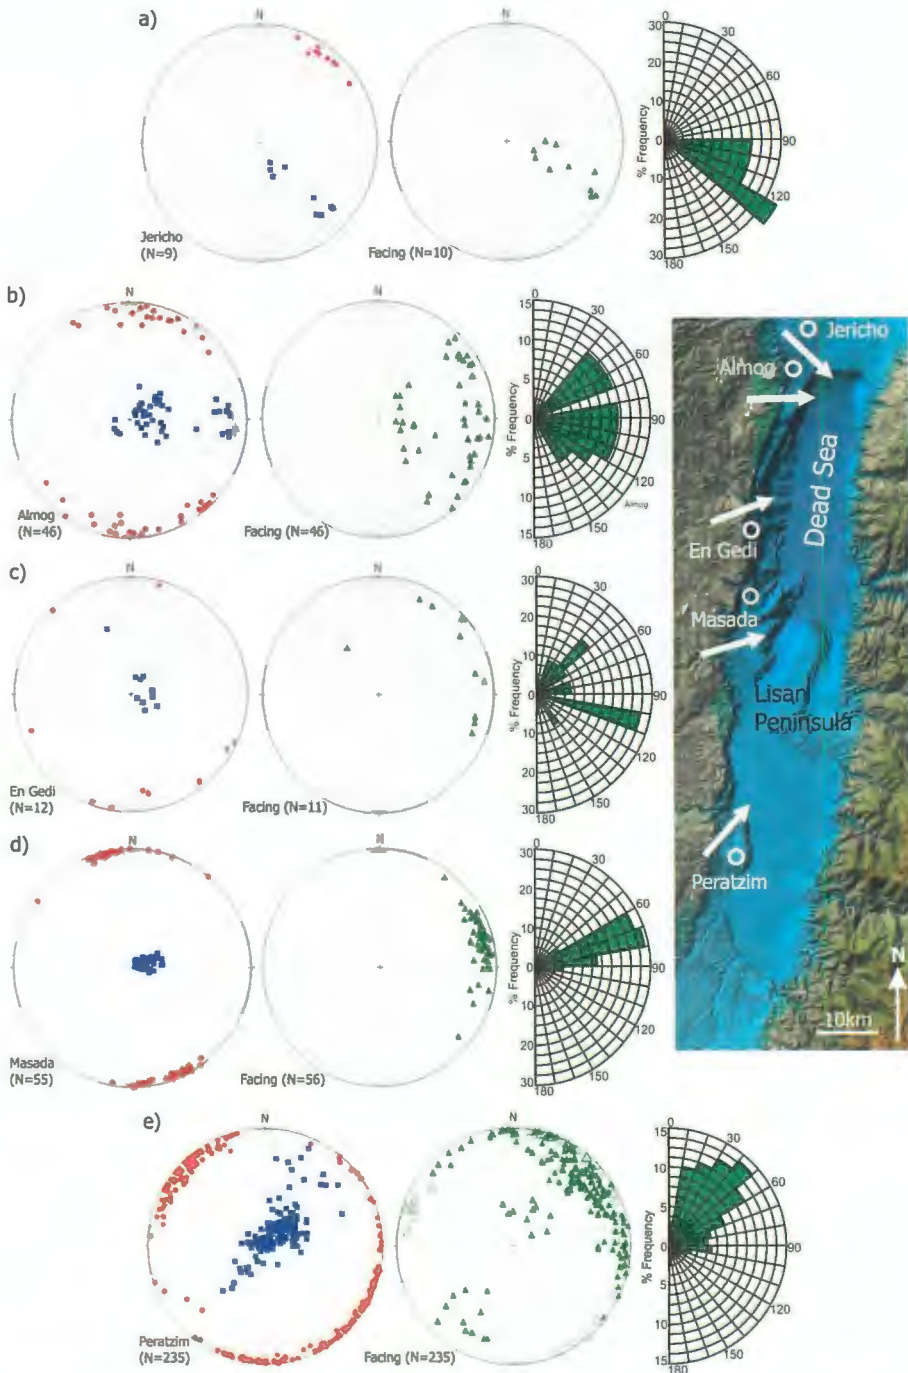 a)
N
N
Jericho
(N=9)
Facing (N=10)
% Frequency
30
20
10
0
10
20
30
0
30
60
90
120
150
180
b)
N
N
Almog
(N=46)
Facing (N=46)
% Frequency
15
10
5
0
5
10
15
0
30
60
90
120
150
180
Almog
c)
N
N
En Gedi
(N=12)
Facing (N=11)
% Frequency
30
20
10
0
10
20
30
0
30
60
90
120
150
180
d)
N
N
Masada
(N=55)
Facing (N=56)
% Frequency
30
20
10
0
10
20
30
0
30
60
90
120
150
180
e)
N
N
Peratzim
(N=235)
Facing (N=235)
% Frequency
15
10
5
0
5
10
15
0
30
60
90
120
150
180
Jericho
Almog
Dead Sea
En Gedi
Masada
Lisan
Peninsula
Peratzim
N
10km